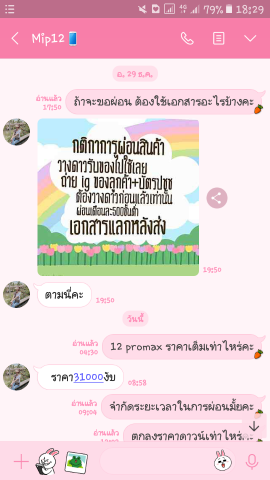 79% 18:29
Mip12
อ. 29 ธ.ค.
อ่านแล้ว
17:50
ถ้าจะขอผ่อน ต้องใช้เอกสารอะไรบ้างคะ
กติกาการผ่อนสินค้า
วางดาวรับของไปใช้เลย
ถ่าย ig ของลูกค้า+บัตรปชช
ต้องวางดาวก่อนแล้วเท่านั้น
ผ่อนเดือนละ500ขั้นต่ำ
เอกสารแลกหลังส่ง
19:50
ตามนี้คะ
19:50
วันนี้
อ่านแล้ว
04:30
12 promax ราคาเต็มเท่าไหร่คะ
ราคา31000งับ
08:58
อ่านแล้ว
09:04
จำกัดระยะเวลาในการผ่อนมั้ยคะ
อ่านแล้ว
ตกลงราคาดาวน์เท่าไหร่คะ